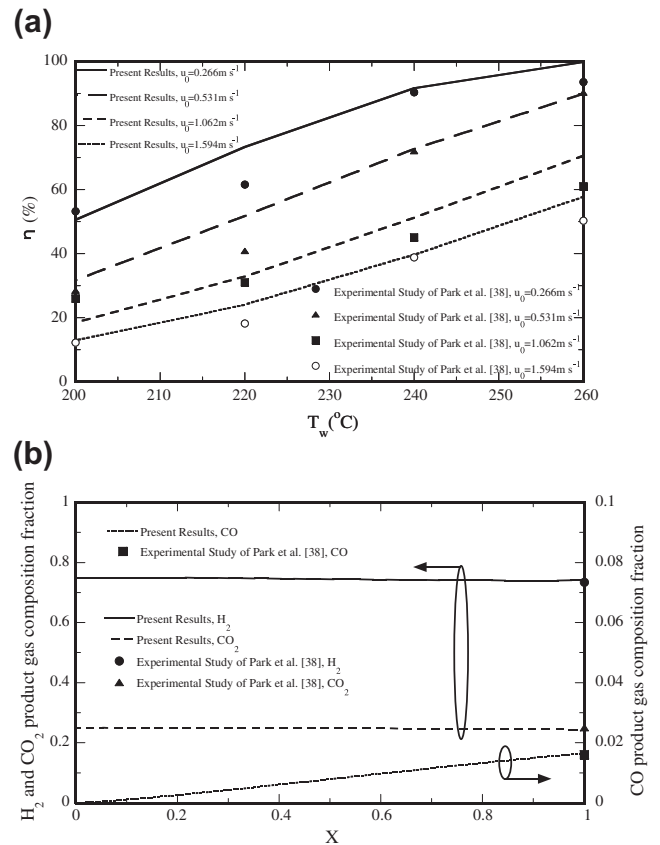 (a)
100
80
60
40
20
0
η (%)
Present Results, u0=0.266m s-1
Present Results, u0=0.531m s-1
Present Results, u0=1.062m s-1
Present Results, u0=1.594m s-1
Experimental Study of Park et al. [38], u0=0.266m s-1
Experimental Study of Park et al. [38], u0=0.531m s-1
Experimental Study of Park et al. [38], u0=1.062m s-1
Experimental Study of Park et al. [38], u0=1.594m s-1
200 210 220 230 240 250 260
Tw(oC)
(b)
H2 and CO2 product gas composition fraction
1
0.8
0.6
0.4
0.2
0
Present Results, CO
Experimental Study of Park et al. [38], CO
Present Results, H2
Present Results, CO2
Experimental Study of Park et al. [38], H2
Experimental Study of Park et al. [38], CO2
0.1
0.08
0.06
0.04
0.02
0
CO product gas composition fraction
0 0.2 0.4 0.6 0.8 1
X